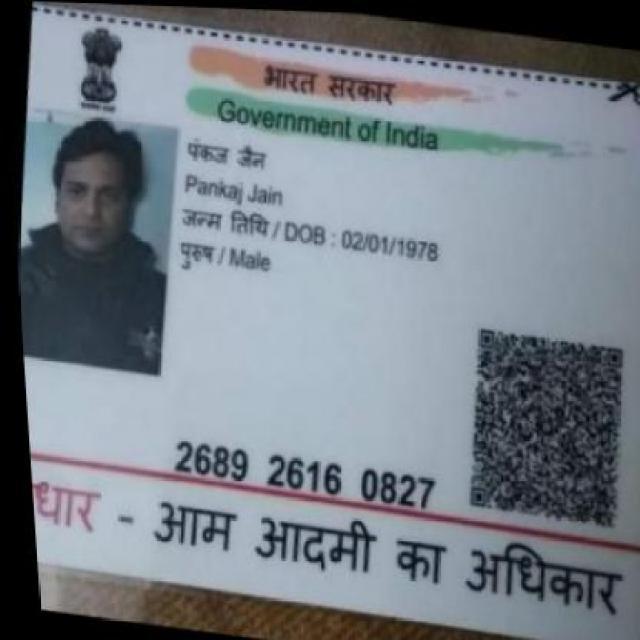 भारत सरकार
Government of India
पंकज जैन
Pankaj Jain
जन्म तिथि / DOB : 02/01/1978
पुरुष / Male
2689 2616 0827
धार - आम आदमी का अधिकार